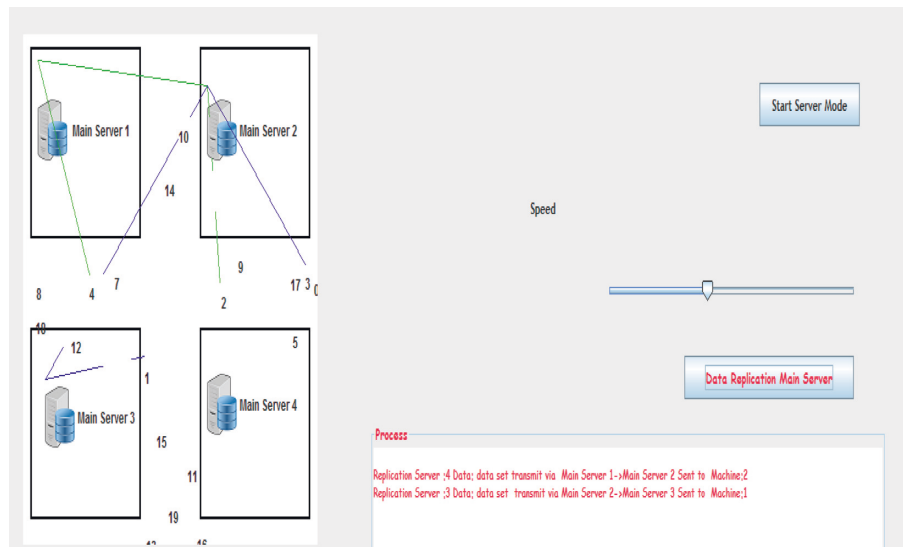 Main Server 1
Main Server 2
10
14
9
8
4
7
2
17
3
0
18
12
5
1
Main Server 3
Main Server 4
15
11
19
16
Start Server Mode
Speed
Data Replication Main Server
Process
Replication Server ;4 Data; data set transmit via Main Server 1->Main Server 2 Sent to Machine;2
Replication Server ;3 Data; data set transmit via Main Server 2->Main Server 3 Sent to Machine;1